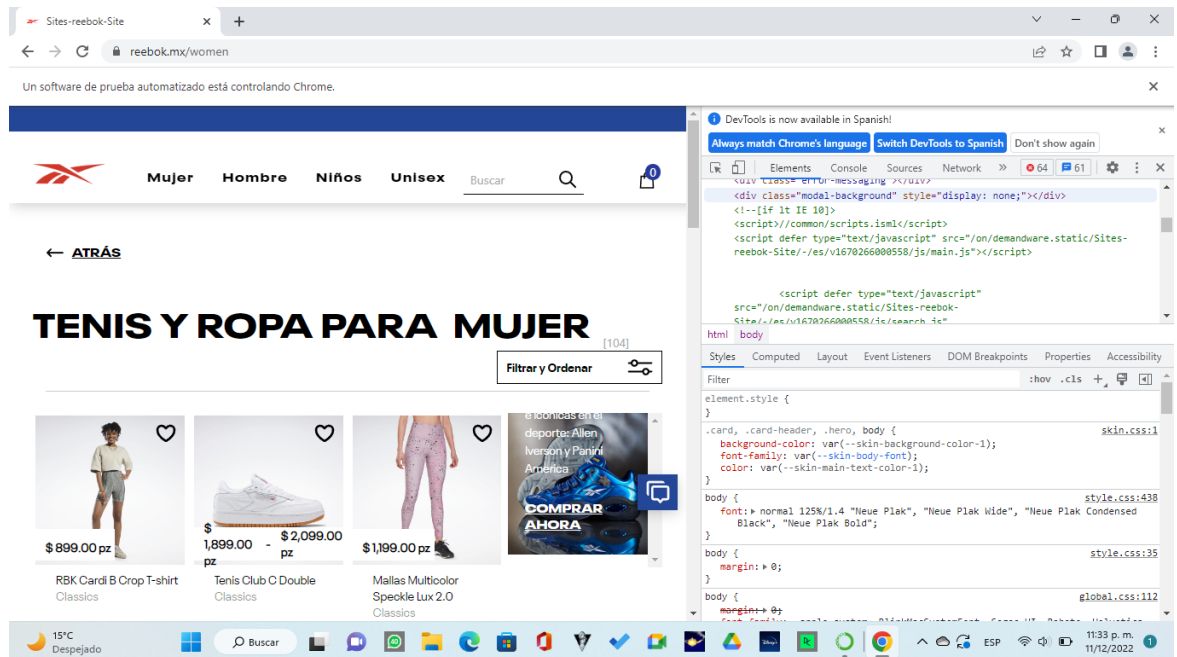 Sites-reebok-Site
reebok.mx/women
Un software de prueba automatizado está controlando Chrome.
Mujer Hombre Niños Unisex Buscar 0
ATRÁS
TENIS Y ROPA PARA MUJER
[104]
Filtrar y Ordenar
$ 899.00 pz
RBK Cardi B Crop T-shirt
Classics
$ 1,899.00 - $ 2,099.00 pz
pz
Tenis Club C Double
Classics
$ 1,199.00 pz
Mallas Multicolor
Speckle Lux 2.0
Classics
e icónicas en el
deporte: Allen
Iverson y Panini
America
COMPRAR
AHORA
DevTools is now available in Spanish!
Always match Chrome's language Switch DevTools to Spanish Don't show again
Elements Console Sources Network 64 61
<div class="error-messaging"></div>
<div class="modal-background" style="display: none;"></div>
<!--[if lt IE 10]>
<script>//common/scripts.isml</script>
<script defer type="text/javascript" src="/on/demandware.static/Sites-
reebok-Site/-/es/v1670266000558/js/main.js"></script>
<script defer type="text/javascript"
src="/on/demandware.static/Sites-reebok-
Site/-/es/v1670266000558/js/search.js"
html body
Styles Computed Layout Event Listeners DOM Breakpoints Properties Accessibility
Filter :hov .cls
element.style {
}
.card, .card-header, .hero, body { skin.css:1
background-color: var(--skin-background-color-1);
font-family: var(--skin-body-font);
color: var(--skin-main-text-color-1);
}
body { style.css:438
font: normal 125%/1.4 "Neue Plak", "Neue Plak Wide", "Neue Plak Condensed
Black", "Neue Plak Bold";
}
body { style.css:35
margin: 0;
}
body { global.css:112
margin: 0;
15°C
Despejado
Buscar
ESP
11:33 p. m.
11/12/2022
1